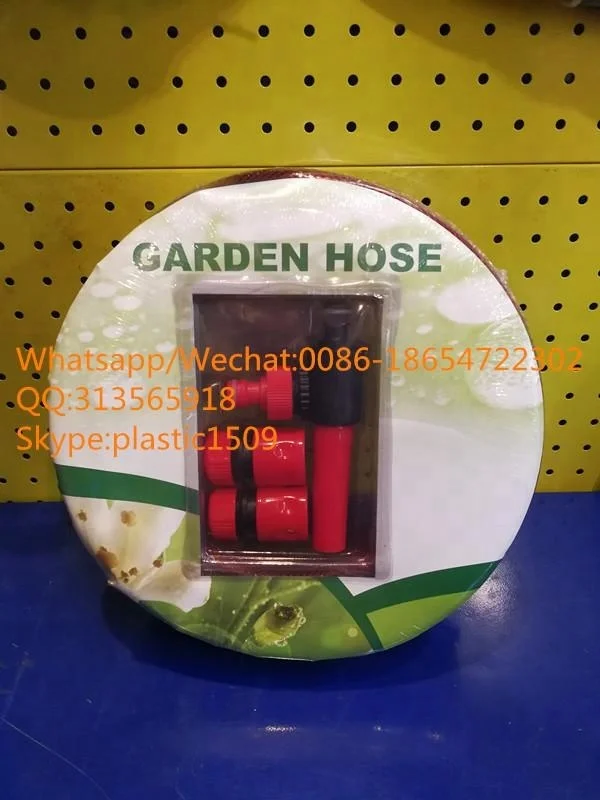 GARDEN HOSE
Whatsapp/Wechat:0086-18654722302
QQ:313565918
Skype:plastic1509